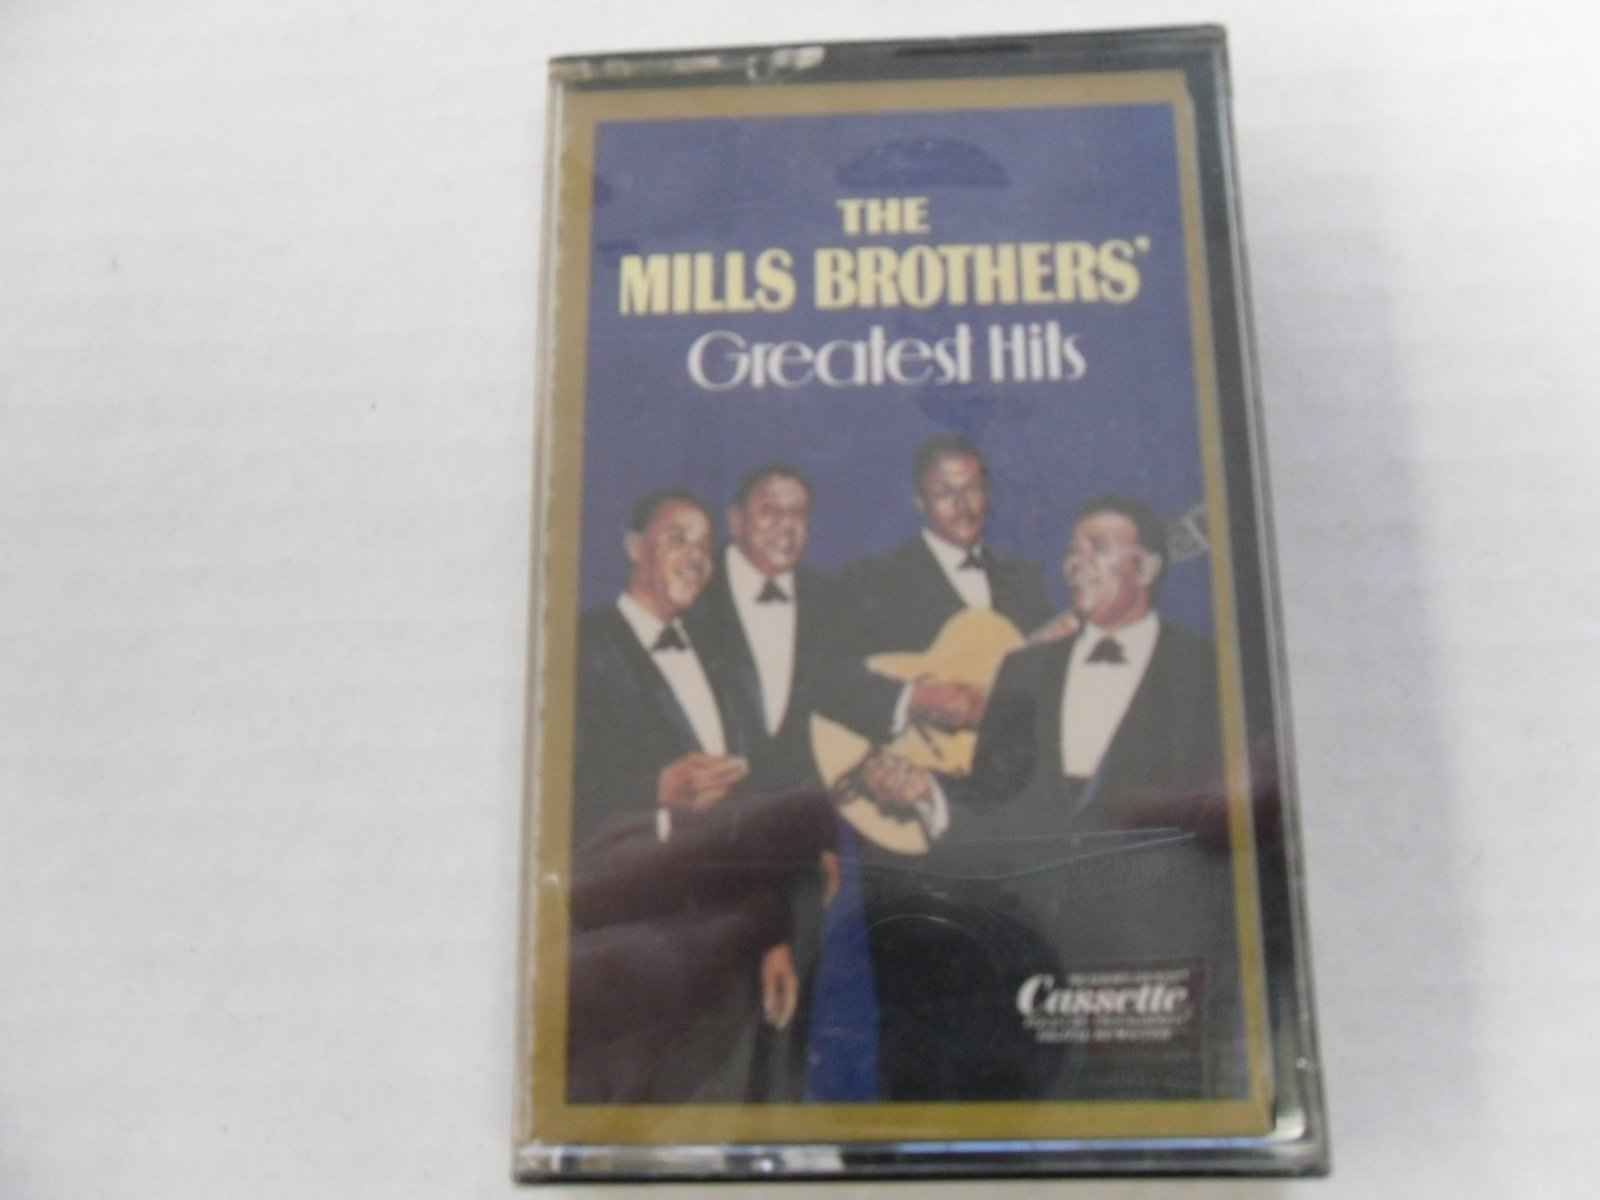 THE
MILLS BROTHERS'
Greatest Hits
Cassette